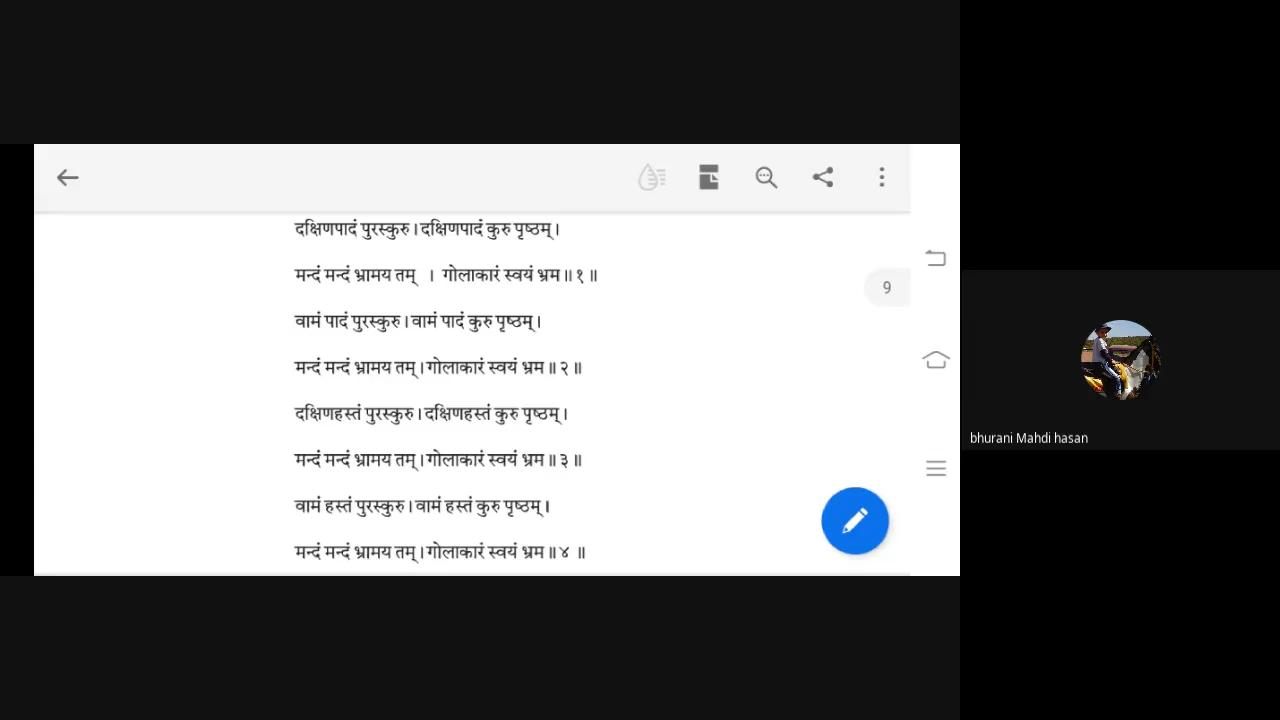 दक्षिणपादं पुरस्कुरु । दक्षिणपादं कुरु पृष्ठम् ।
मन्दं मन्दं भ्रामय तम् । गोलाकारं स्वयं भ्रम ॥ १ ॥
9
वामं पादं पुरस्कुरु । वामं पादं कुरु पृष्ठम् ।
मन्दं मन्दं भ्रामय तम् । गोलाकारं स्वयं भ्रम ॥ २ ॥
दक्षिणहस्तं पुरस्कुरु । दक्षिणहस्तं कुरु पृष्ठम् ।
मन्दं मन्दं भ्रामय तम् । गोलाकारं स्वयं भ्रम ॥ ३ ॥
वामं हस्तं पुरस्कुरु । वामं हस्तं कुरु पृष्ठम् ।
मन्दं मन्दं भ्रामय तम् । गोलाकारं स्वयं भ्रम ॥ ४ ॥
bhurani Mahdi hasan